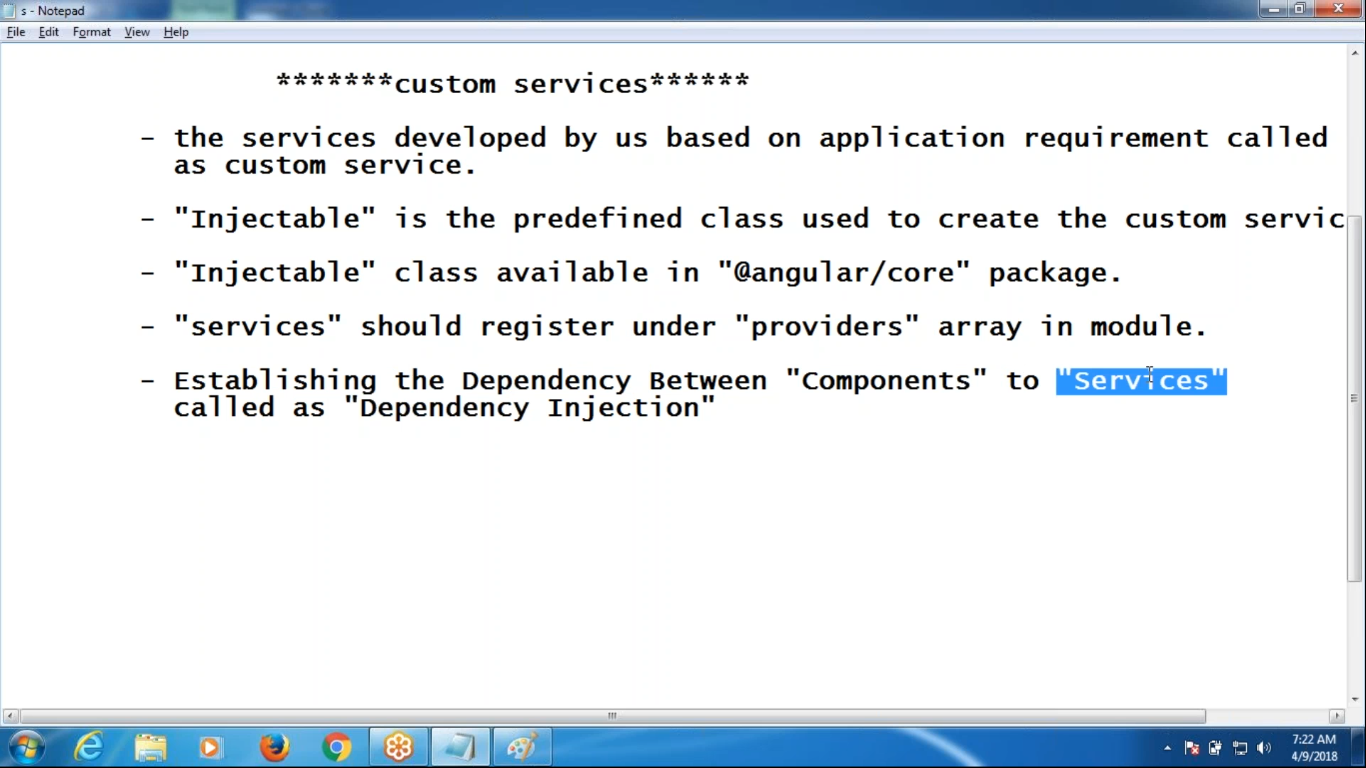 s - Notepad
File Edit Format View Help
*******custom services******
- the services developed by us based on application requirement called
as custom service.
- "Injectable" is the predefined class used to create the custom servic
- "Injectable" class available in "@angular/core" package.
- "services" should register under "providers" array in module.
- Establishing the Dependency Between "Components" to "Services"
called as "Dependency Injection"
7:22 AM
4/9/2018